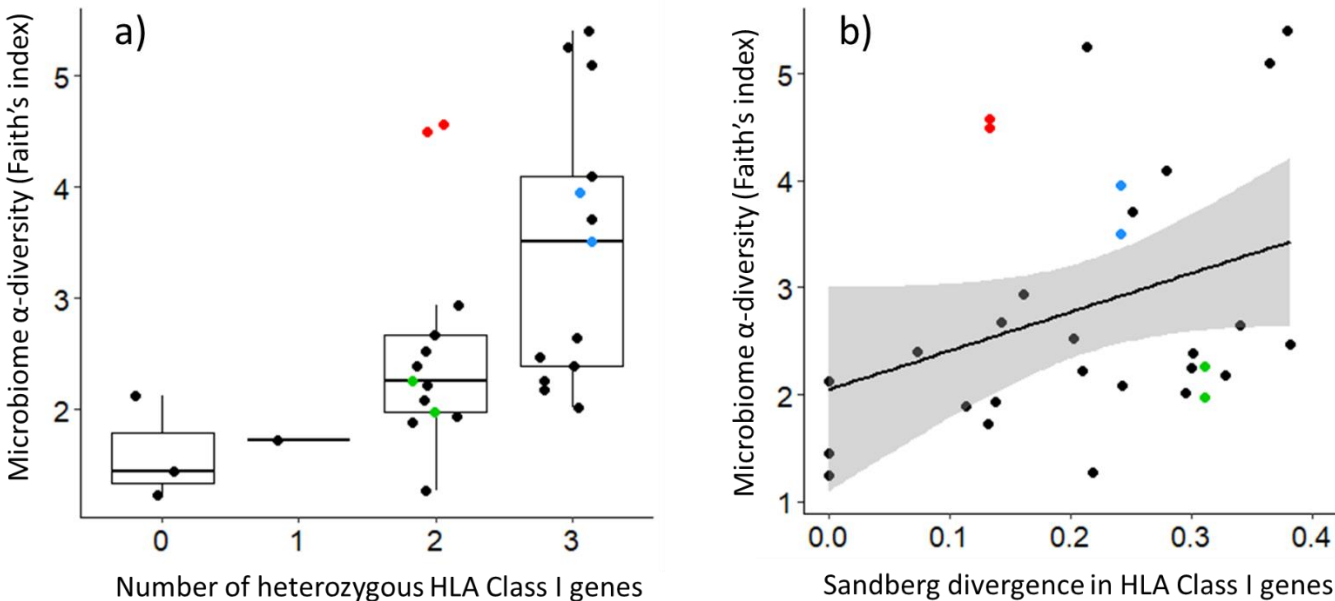 a)
Microbiome α-diversity (Faith's index)
5
4
3
2
0 1 2 3
Number of heterozygous HLA Class I genes
b)
Microbiome α-diversity (Faith's index)
5
4
3
2
1
0.0 0.1 0.2 0.3 0.4
Sandberg divergence in HLA Class I genes